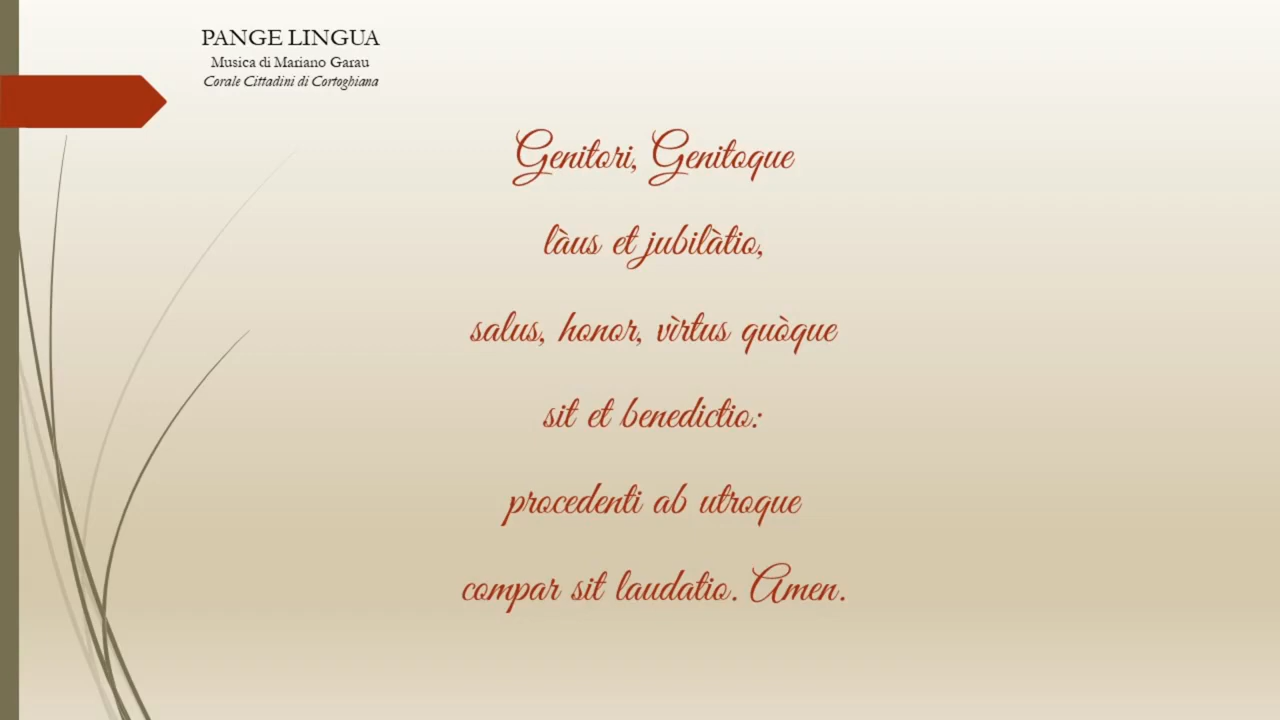 PANGE LINGUA
Musica di Mariano Garau
Corale Cittadini di Cortoghiana
Genitori, Genitoque
làus et jubilàtio,
salus, honor, vìrtus quòque
sit et benedictio:
procedenti ab utroque
compar sit laudatio. Amen.